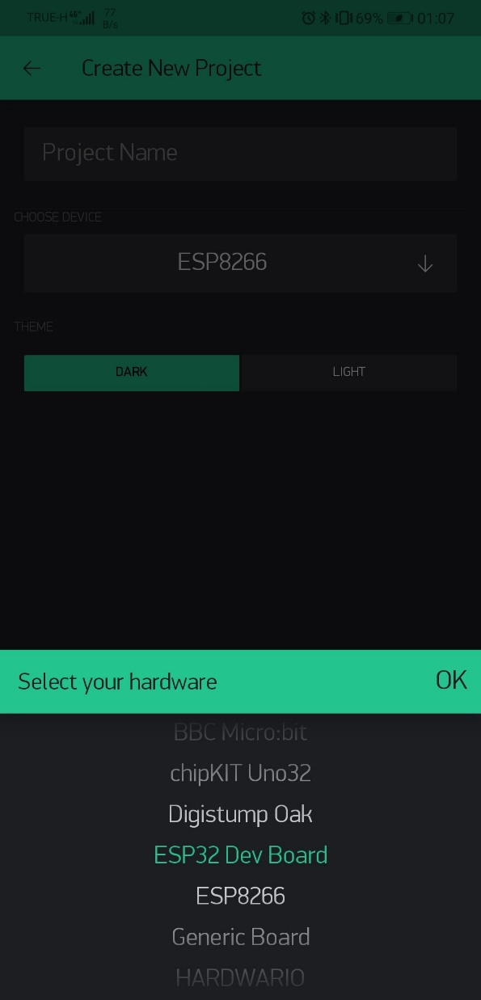 TRUE-H 4G+ 77 B/s 69% 01:07
Create New Project
Project Name
CHOOSE DEVICE
ESP8266
THEME
DARK LIGHT
Select your hardware OK
BBC Micro:bit
chipKIT Uno32
Digistump Oak
ESP32 Dev Board
ESP8266
Generic Board
HARDWARIO